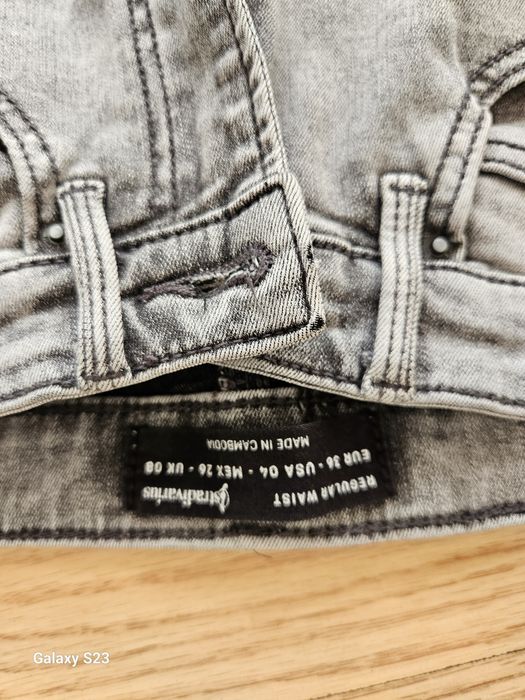 Stradivarius
REGULAR WAIST
EUR 36 · USA 04 · MEX 26 · UK 08
MADE IN CAMBODIA
Galaxy S23